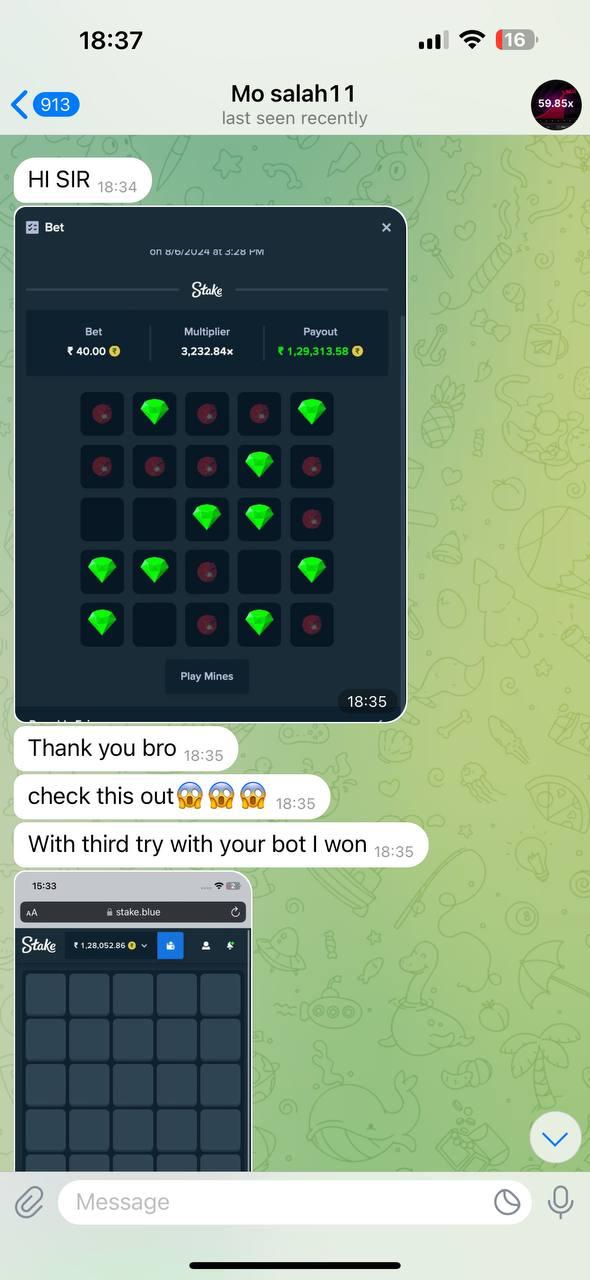 18:37
16
913
Mo salah11
last seen recently
59.85x
HI SIR 18:34
Bet
on 8/6/2024 at 3:28 PM
Stake
Bet Multiplier Payout
₹ 40.00 ₹ 3,232.84x ₹ 1,29,313.58 ₹
Play Mines
18:35
Thank you bro 18:35
check this out😱😱😱 18:35
With third try with your bot I won 18:35
15:33
2
AA stake.blue
Stake ₹ 1,28,052.86 ₹
Message